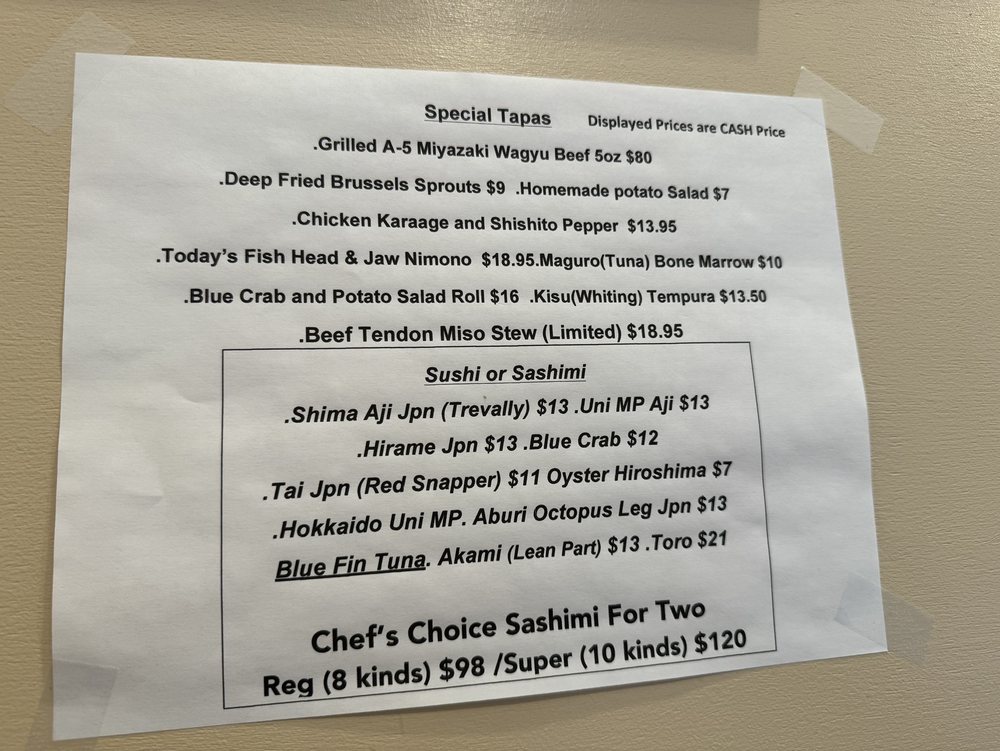 Special Tapas Displayed Prices are CASH Price
.Grilled A-5 Miyazaki Wagyu Beef 5oz $80
.Deep Fried Brussels Sprouts $9 .Homemade potato Salad $7
.Chicken Karaage and Shishito Pepper $13.95
.Today's Fish Head & Jaw Nimono $18.95.Maguro(Tuna) Bone Marrow $10
.Blue Crab and Potato Salad Roll $16 .Kisu(Whiting) Tempura $13.50
.Beef Tendon Miso Stew (Limited) $18.95
Sushi or Sashimi
.Shima Aji Jpn (Trevally) $13 .Uni MP Aji $13
.Hirame Jpn $13 .Blue Crab $12
.Tai Jpn (Red Snapper) $11 Oyster Hiroshima $7
.Hokkaido Uni MP. Aburi Octopus Leg Jpn $13
Blue Fin Tuna. Akami (Lean Part) $13 .Toro $21
Chef's Choice Sashimi For Two
Reg (8 kinds) $98 /Super (10 kinds) $120